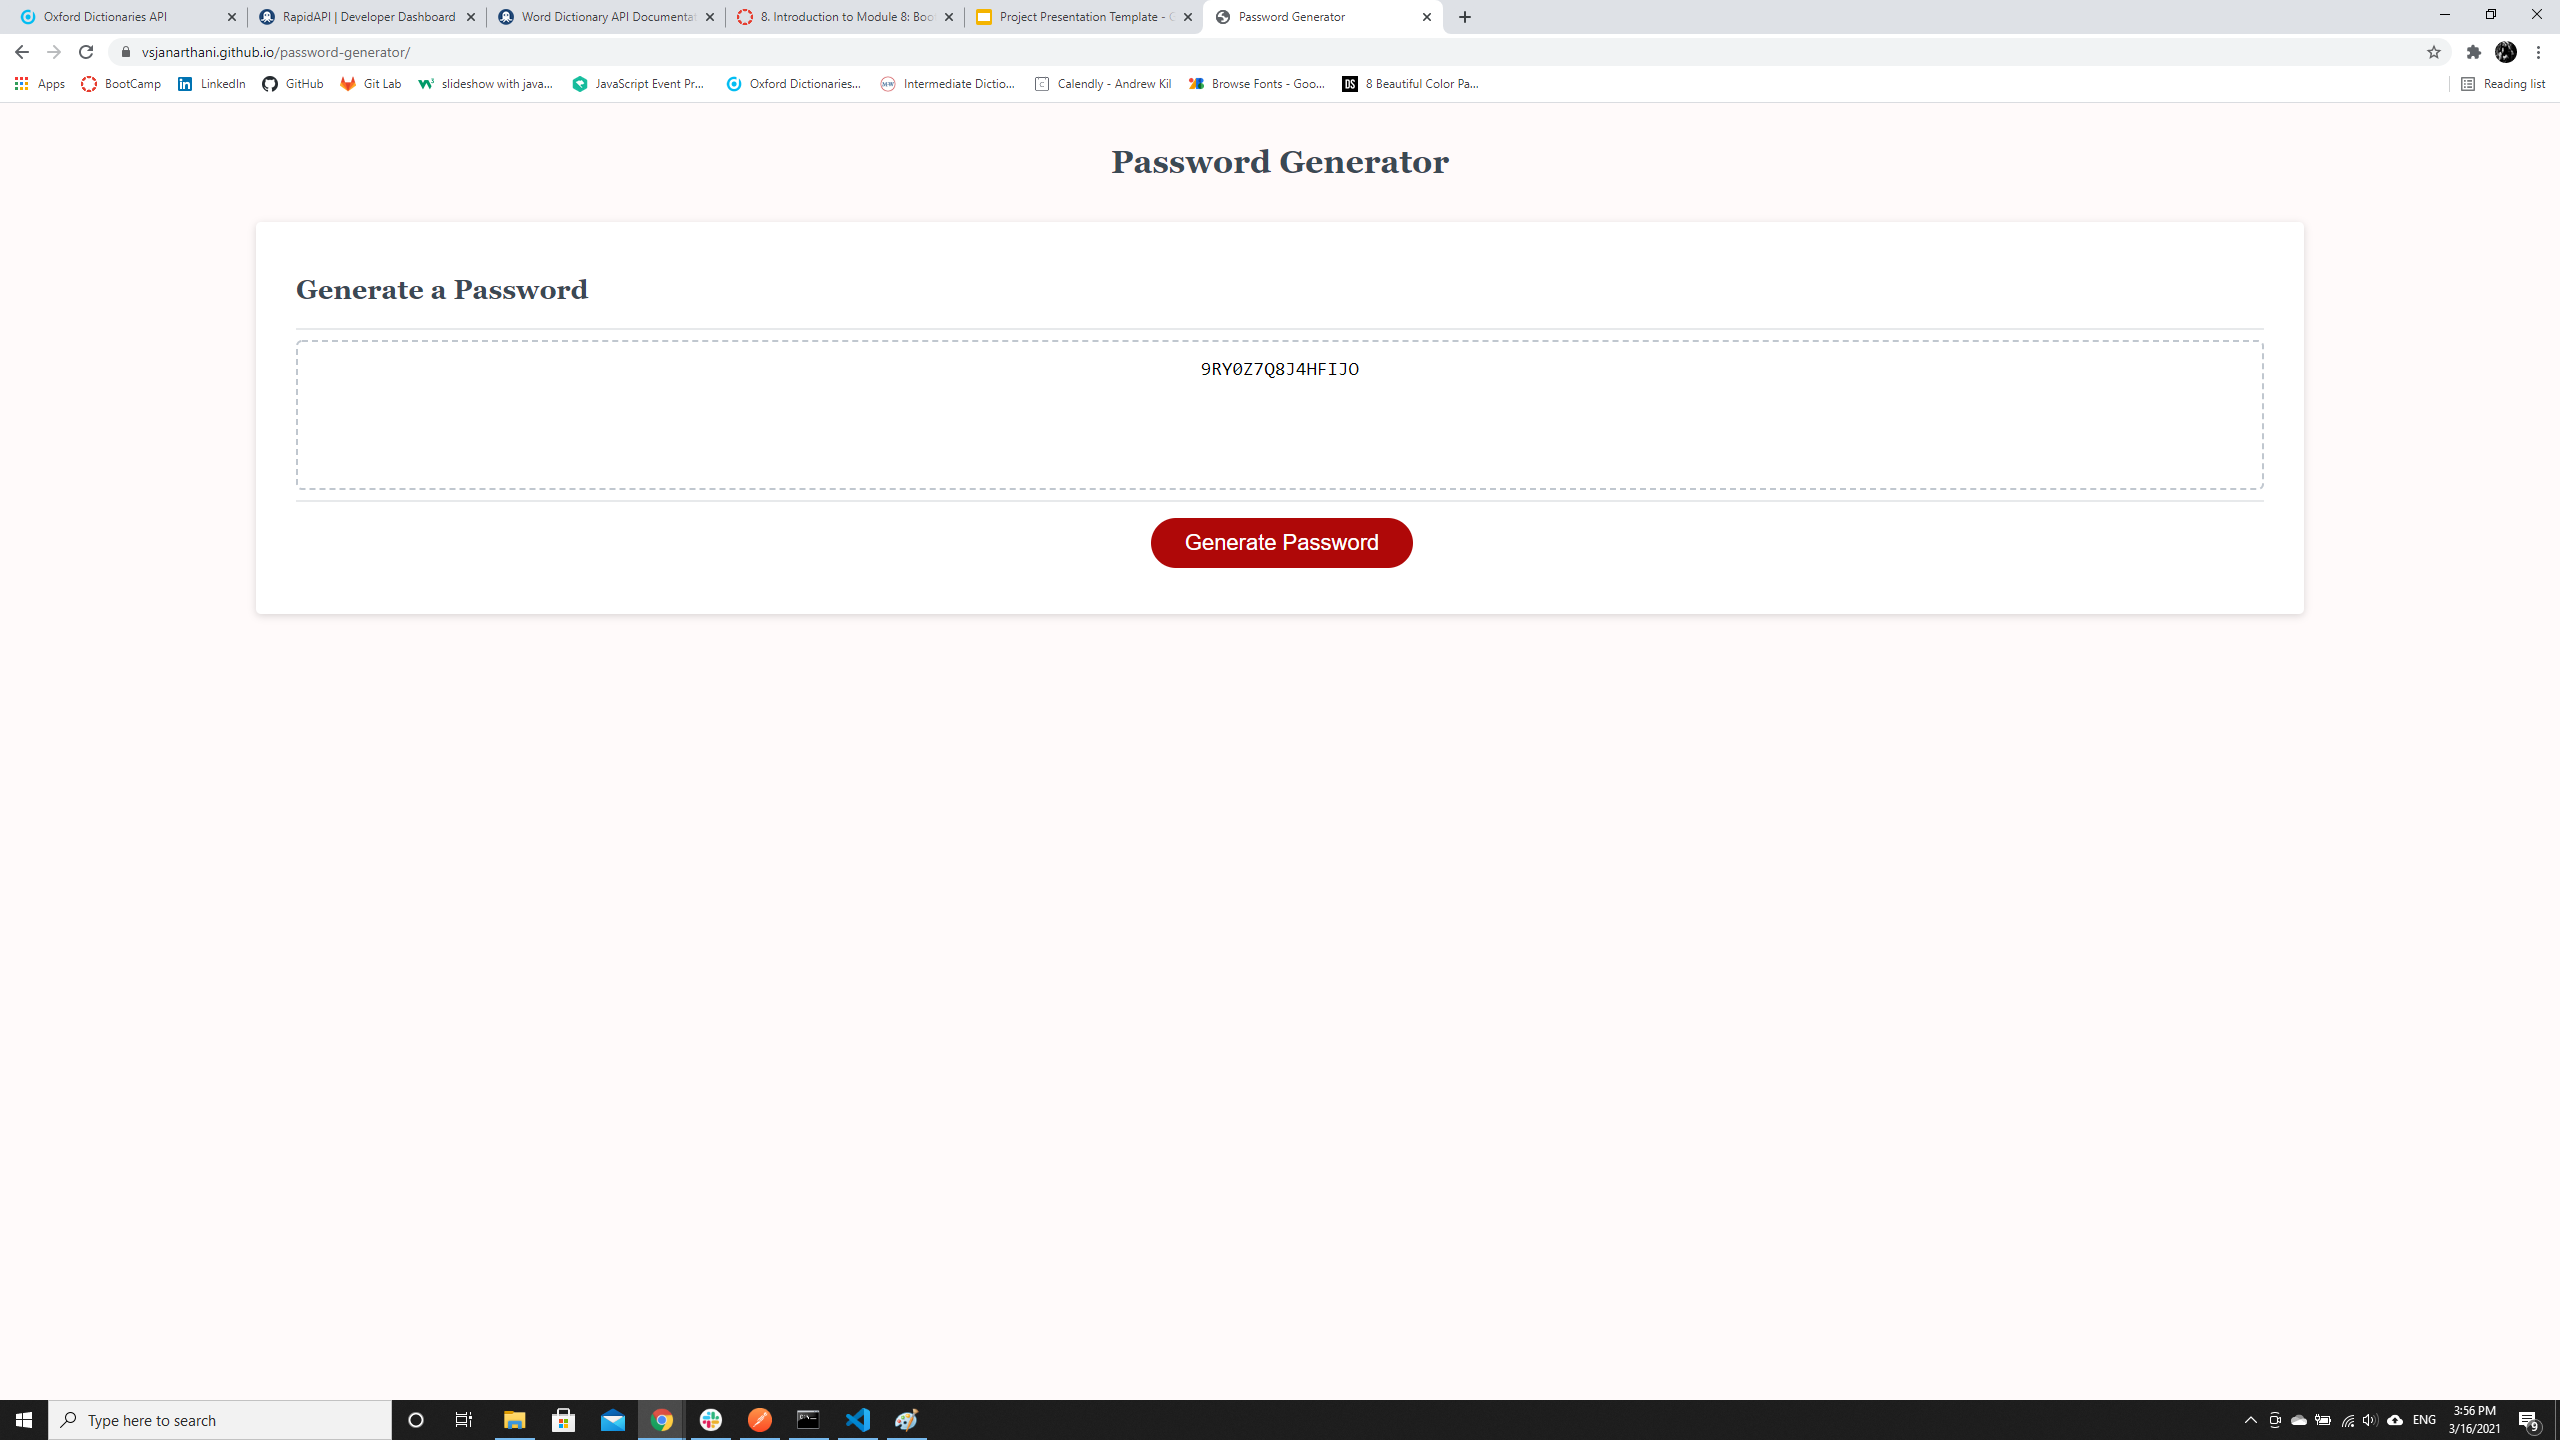 Oxford Dictionaries API
RapidAPI | Developer Dashboard
Word Dictionary API Documentat
8. Introduction to Module 8: Boo
Project Presentation Template - G
Password Generator
vsjanarthani.github.io/password-generator/
Apps
BootCamp
LinkedIn
GitHub
Git Lab
slideshow with java...
JavaScript Event Pr...
Oxford Dictionaries...
Intermediate Dictio...
Calendly - Andrew Kil
Browse Fonts - Goo...
DS
8 Beautiful Color Pa...
Reading list
Password Generator
Generate a Password
9RY0Z7Q8J4HFIJO
Generate Password
Type here to search
ENG
3:56 PM
3/16/2021
9